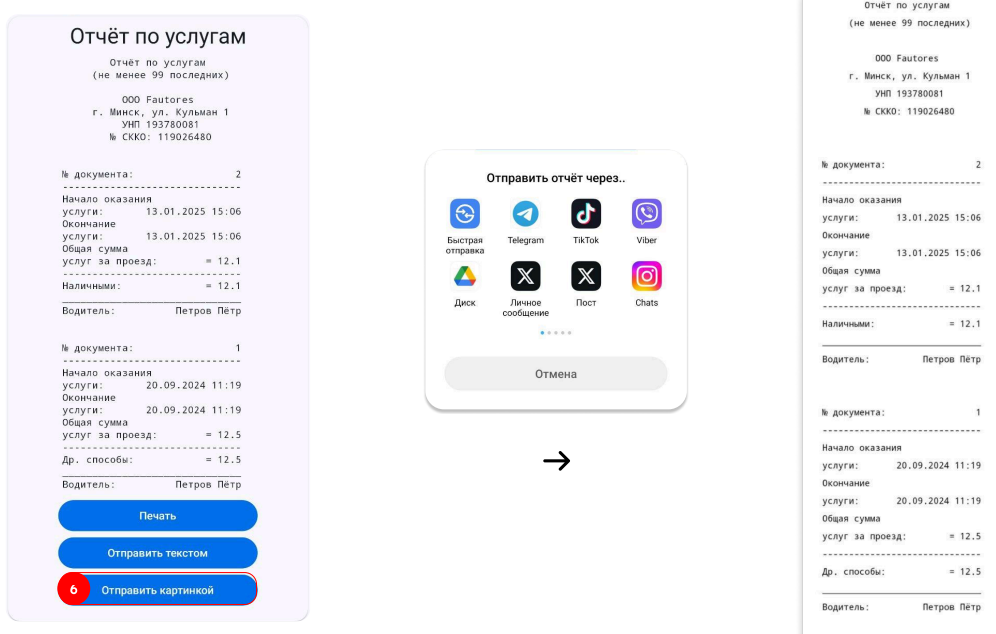 Отчёт по услугам
Отчёт по услугам
(не менее 99 последних)
ООО Fautores
г. Минск, ул. Кульман 1
УНП 193780081
№ СККО: 119026480
№ документа: 2
------------------------------
Начало оказания
услуги: 13.01.2025 15:06
Окончание
услуги: 13.01.2025 15:06
Общая сумма
услуг за проезд: = 12.1
------------------------------
Наличными: = 12.1
______________________________
Водитель: Петров Пётр
№ документа: 1
------------------------------
Начало оказания
услуги: 20.09.2024 11:19
Окончание
услуги: 20.09.2024 11:19
Общая сумма
услуг за проезд: = 12.5
------------------------------
Др. способы: = 12.5
______________________________
Водитель: Петров Пётр
Печать
Отправить текстом
6 Отправить картинкой
Отправить отчёт через..
Быстрая отправка
Telegram
TikTok
Viber
Диск
Личное сообщение
Пост
Chats
Отмена
Отчёт по услугам
(не менее 99 последних)
ООО Fautores
г. Минск, ул. Кульман 1
УНП 193780081
№ СККО: 119026480
№ документа: 2
------------------------------
Начало оказания
услуги: 13.01.2025 15:06
Окончание
услуги: 13.01.2025 15:06
Общая сумма
услуг за проезд: = 12.1
------------------------------
Наличными: = 12.1
______________________________
Водитель: Петров Пётр
№ документа: 1
------------------------------
Начало оказания
услуги: 20.09.2024 11:19
Окончание
услуги: 20.09.2024 11:19
Общая сумма
услуг за проезд: = 12.5
------------------------------
Др. способы: = 12.5
______________________________
Водитель: Петров Пётр